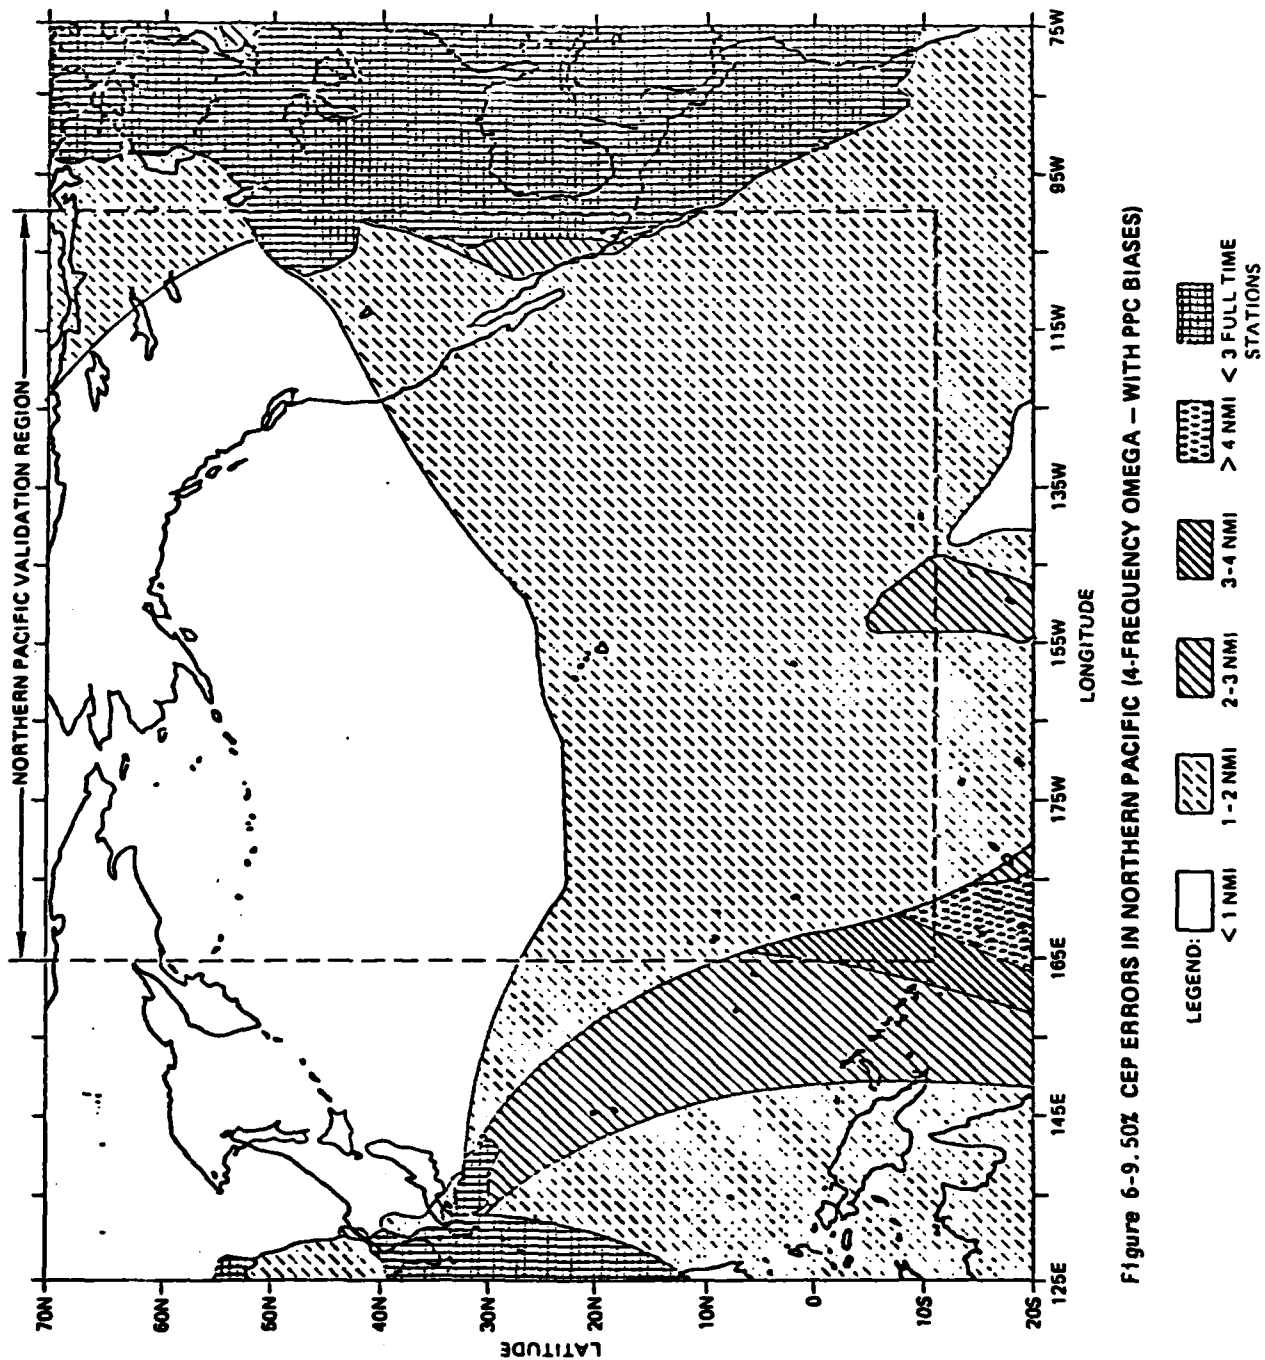 NORTHERN PACIFIC VALIDATION REGION
70N
60N
50N
40N
30N
20N
10N
0
10S
20S
LATITUDE
125E
145E
165E
175W
155W
135W
115W
95W
75W
LONGITUDE
Figure 6-9. 50% CEP ERRORS IN NORTHERN PACIFIC (4-FREQUENCY OMEGA – WITH PPC BIASES)
LEGEND:
< 1 NMI
1-2 NMI
2-3 NMI
3-4 NMI
> 4 NMI
< 3 FULL TIME
STATIONS